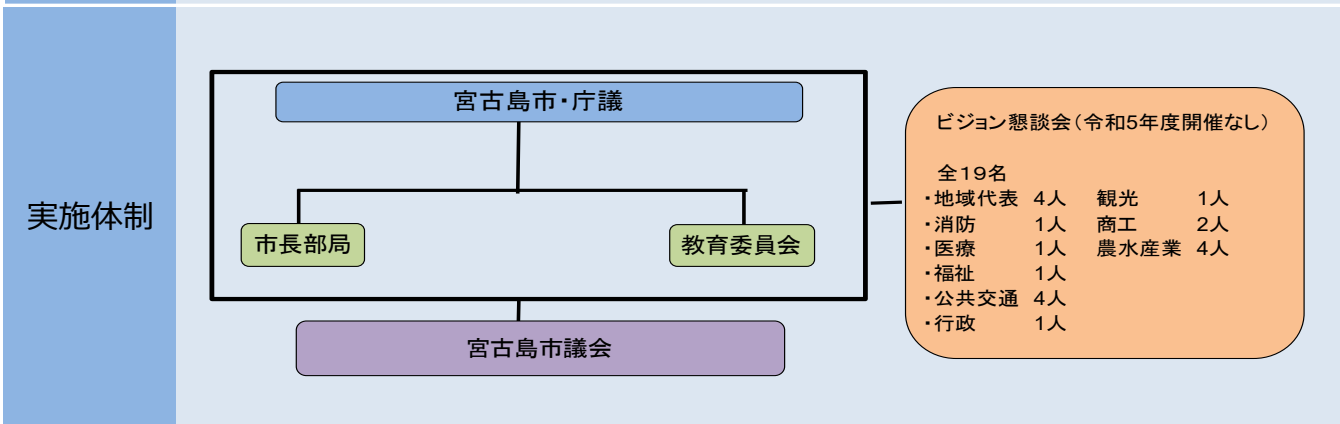 実施体制
宮古島市・庁議
市長部局
教育委員会
宮古島市議会
ビジョン懇談会(令和5年度開催なし)
全19名
・地域代表 4人 観光 1人
・消防 1人 商工 2人
・医療 1人 農水産業 4人
・福祉 1人
・公共交通 4人
・行政 1人